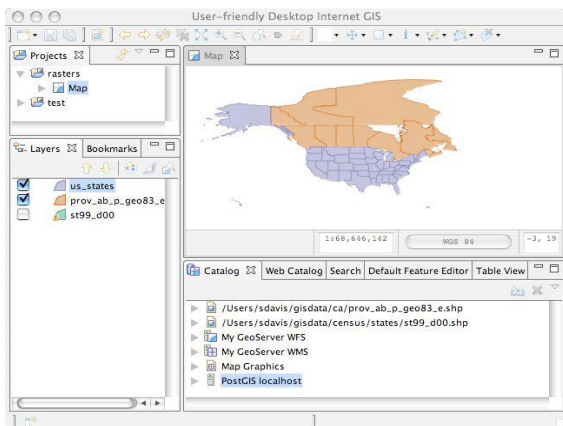 User-friendly Desktop Internet GIS
Projects
rasters
Map
test
Layers Bookmarks
us_states
prov_ab_p_geo83_e
st99_d00
Map
1:68,646,142 WGS 84 -3, 19
Catalog Web Catalog Search Default Feature Editor Table View
/Users/sdavis/gisdata/ca/prov_ab_p_geo83_e.shp
/Users/sdavis/gisdata/census/states/st99_d00.shp
My GeoServer WFS
My GeoServer WMS
Map Graphics
PostGIS localhost